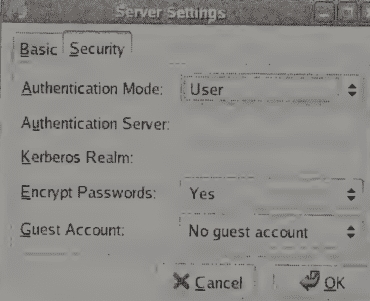 Server Settings
Basic Security
Authentication Mode: User
Authentication Server:
Kerberos Realm:
Encrypt Passwords: Yes
Guest Account: No guest account
Cancel OK